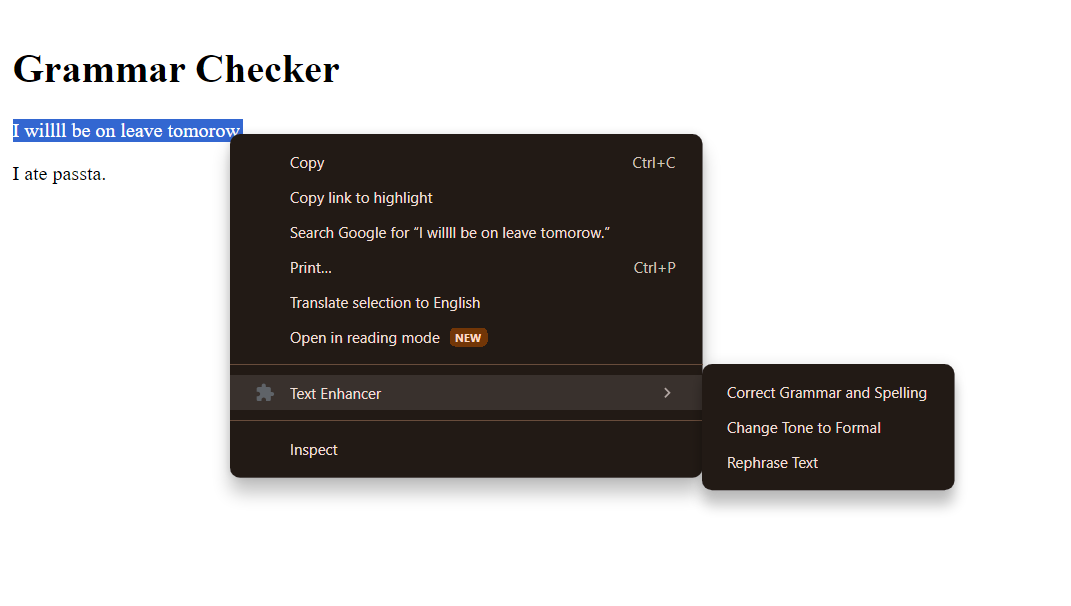 Grammar Checker
I willll be on leave tomorow.
I ate passta.
Copy Ctrl+C
Copy link to highlight
Search Google for “I willll be on leave tomorow.”
Print... Ctrl+P
Translate selection to English
Open in reading mode NEW
Text Enhancer
Inspect
Correct Grammar and Spelling
Change Tone to Formal
Rephrase Text